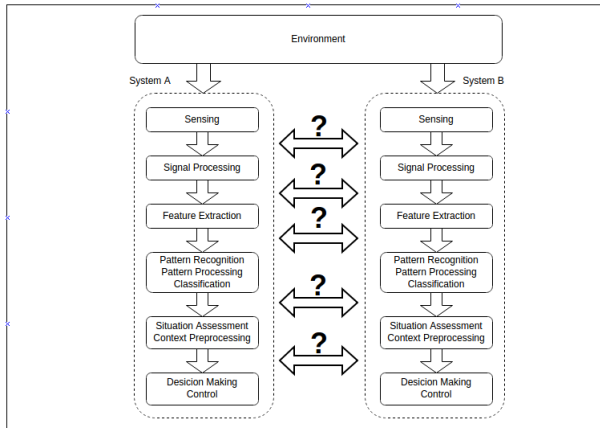 Environment
System A
System B
Sensing
?
Sensing
Signal Processing
?
Signal Processing
Feature Extraction
?
Feature Extraction
Pattern Recognition
Pattern Processing
Classification
?
Pattern Recognition
Pattern Processing
Classification
Situation Assessment
Context Preprocessing
?
Situation Assessment
Context Preprocessing
Desicion Making
Control
Desicion Making
Control